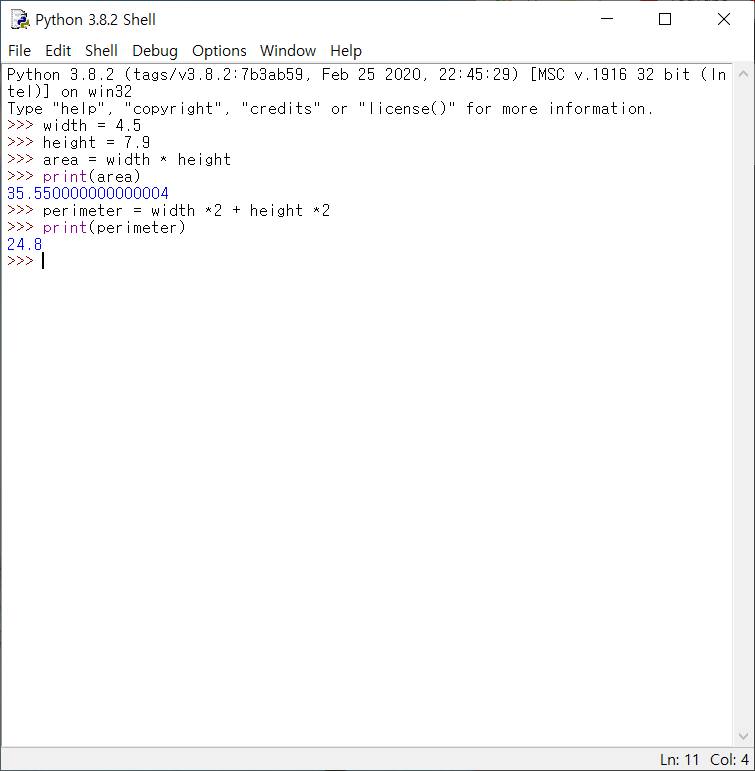 Python 3.8.2 Shell
File Edit Shell Debug Options Window Help
Python 3.8.2 (tags/v3.8.2:7b3ab59, Feb 25 2020, 22:45:29) [MSC v.1916 32 bit (In
tel)] on win32
Type "help", "copyright", "credits" or "license()" for more information.
>>> width = 4.5
>>> height = 7.9
>>> area = width * height
>>> print(area)
35.550000000000004
>>> perimeter = width *2 + height *2
>>> print(perimeter)
24.8
>>>
Ln: 11 Col: 4